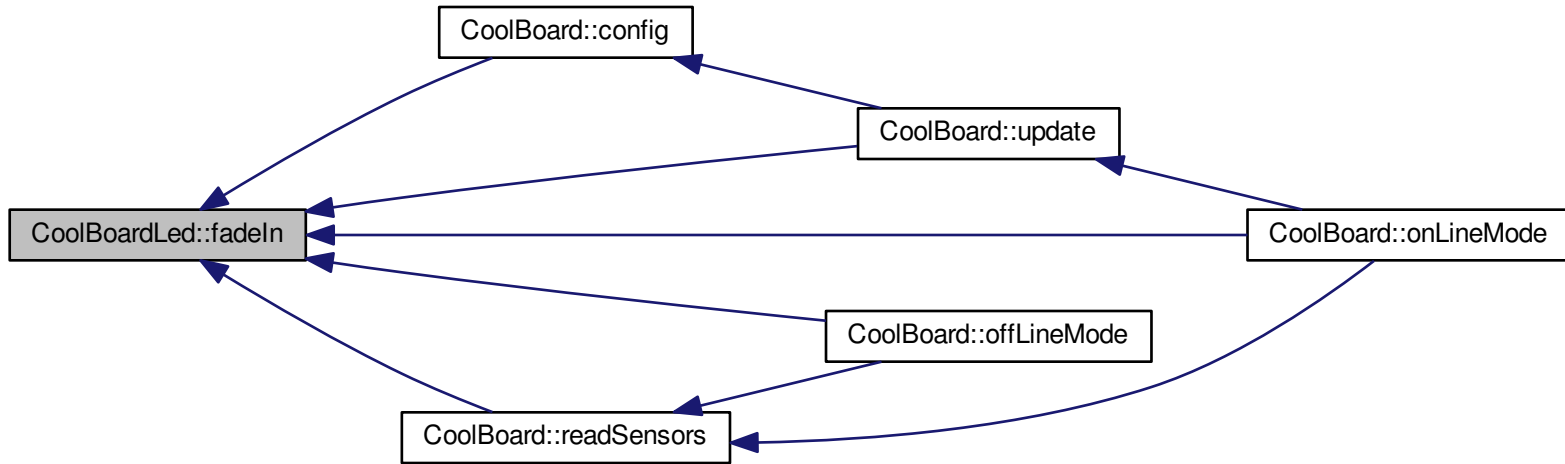 CoolBoard::config
CoolBoard::update
CoolBoardLed::fadeIn
CoolBoard::onLineMode
CoolBoard::offLineMode
CoolBoard::readSensors